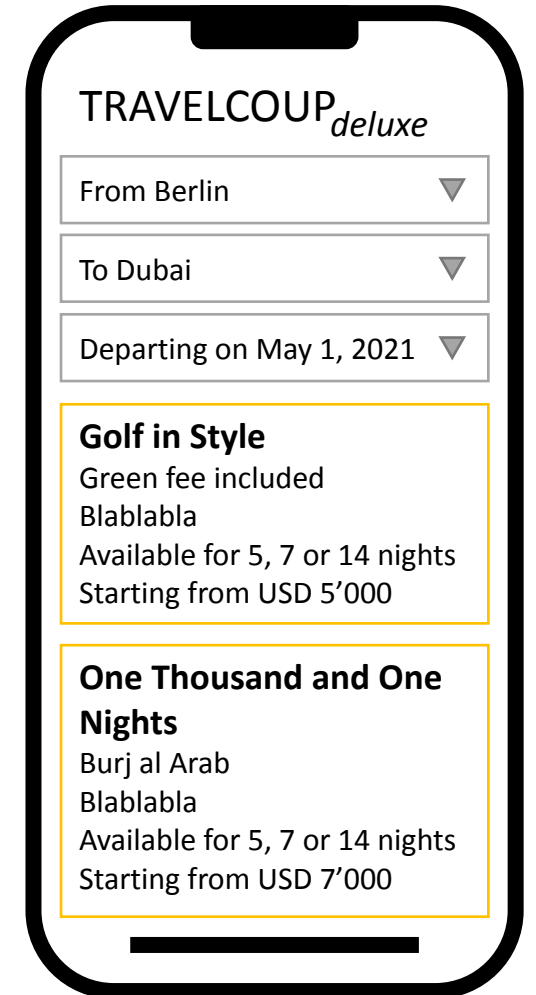 TRAVELCOUP deluxe
From Berlin
To Dubai
Departing on May 1, 2021
Golf in Style
Green fee included
Blablabla
Available for 5, 7 or 14 nights
Starting from USD 5’000
One Thousand and One
Nights
Burj al Arab
Blablabla
Available for 5, 7 or 14 nights
Starting from USD 7’000